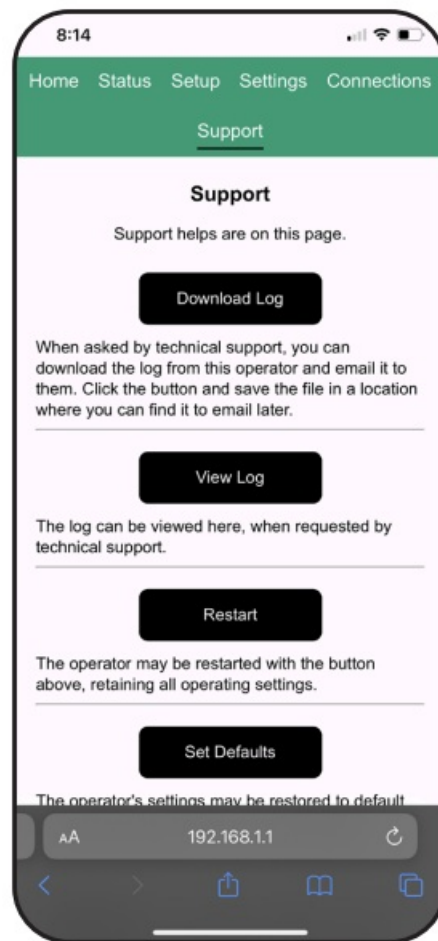 8:14
Home Status Setup Settings Connections
Support
Support
Support helps are on this page.
Download Log
When asked by technical support, you can
download the log from this operator and email it to
them. Click the button and save the file in a location
where you can find it to email later.
View Log
The log can be viewed here, when requested by
technical support.
Restart
The operator may be restarted with the button
above, retaining all operating settings.
Set Defaults
The operator's settings may be restored to default
AA 192.168.1.1